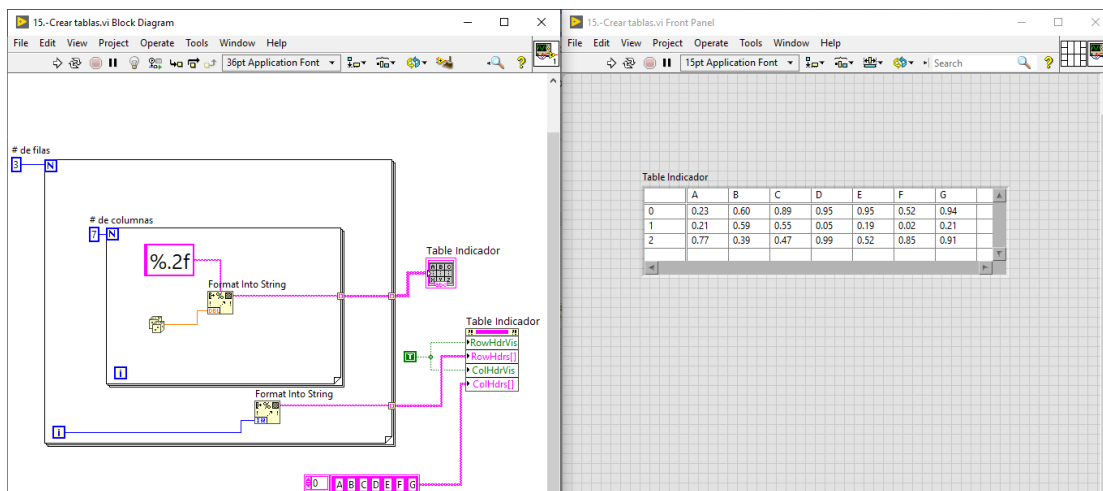 15.-Crear tablas.vi Block Diagram
File Edit View Project Operate Tools Window Help
36pt Application Font
# de filas
3 N
# de columnas
7 N
%.2f
Format Into String
DBL
i
Format Into String
i
Table Indicador
Table Indicador
T
RowHdrVis
RowHdrs[]
ColHdrVis
ColHdrs[]
0 A B C D E F G
15.-Crear tablas.vi Front Panel
File Edit View Project Operate Tools Window Help
15pt Application Font Search
Table Indicador
A B C D E F G
0 0.23 0.60 0.89 0.95 0.95 0.52 0.94
1 0.21 0.59 0.55 0.05 0.19 0.02 0.21
2 0.77 0.39 0.47 0.99 0.52 0.85 0.91